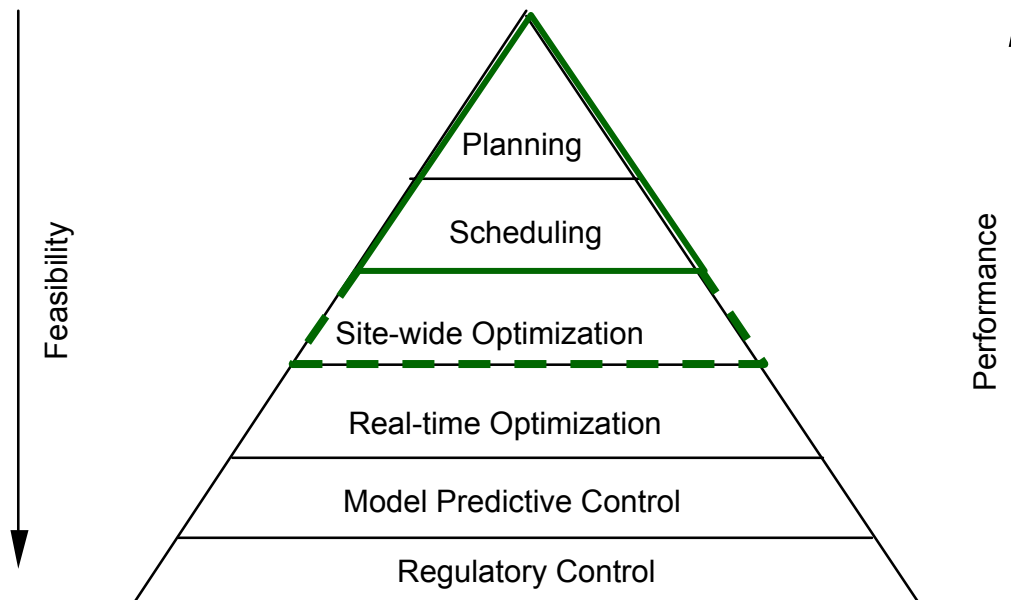 Planning
Scheduling
Feasibility
Performance
Site-wide Optimization
Real-time Optimization
Model Predictive Control
Regulatory Control